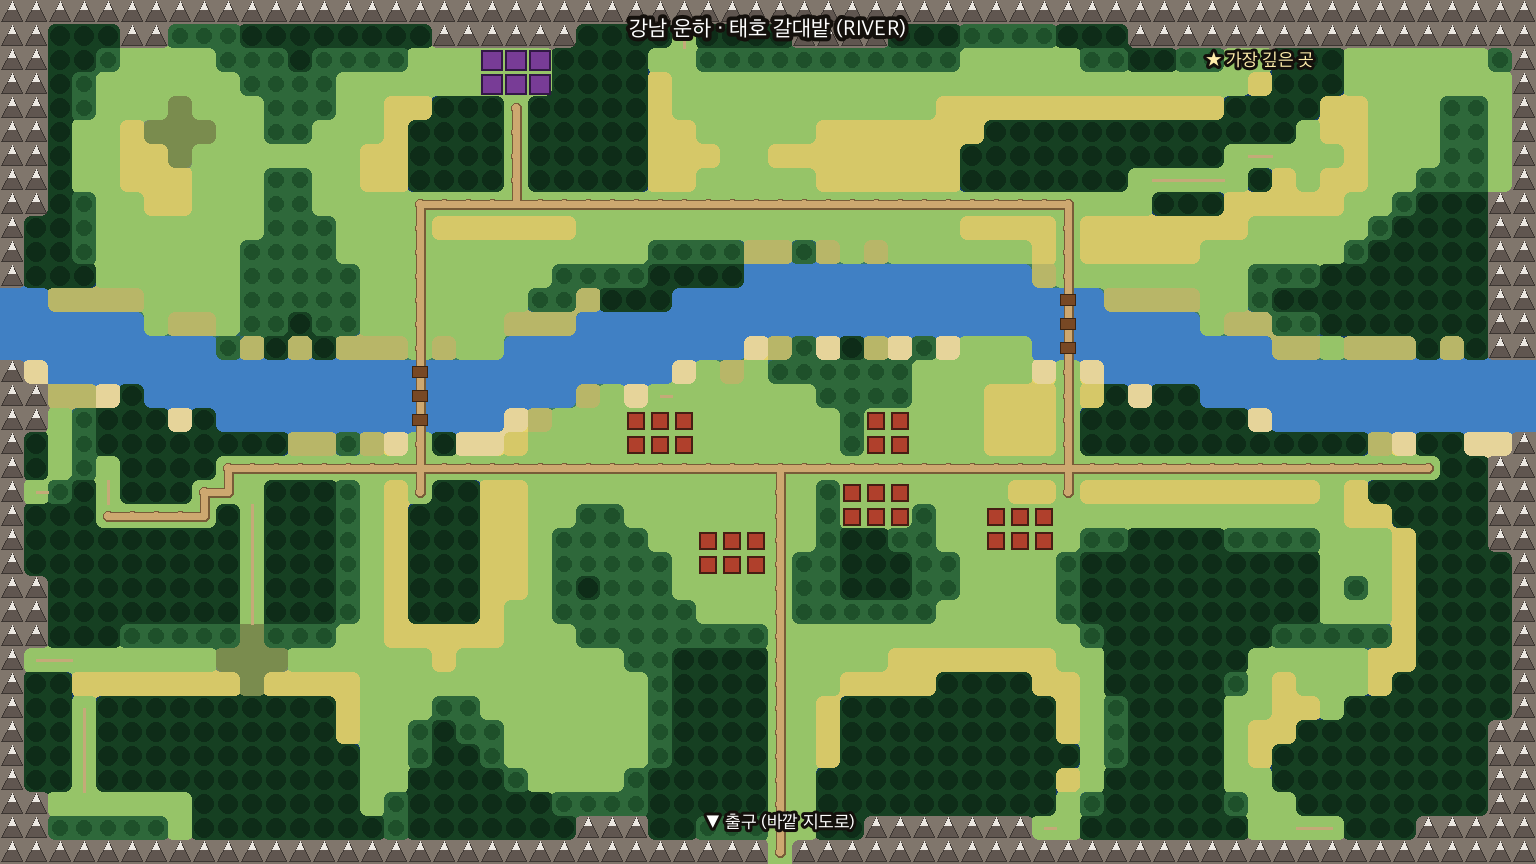 강남 운하 · 태호 갈대밭 (RIVER)
★ 가장 깊은 곳
▼ 출구 (바깥 지도로)